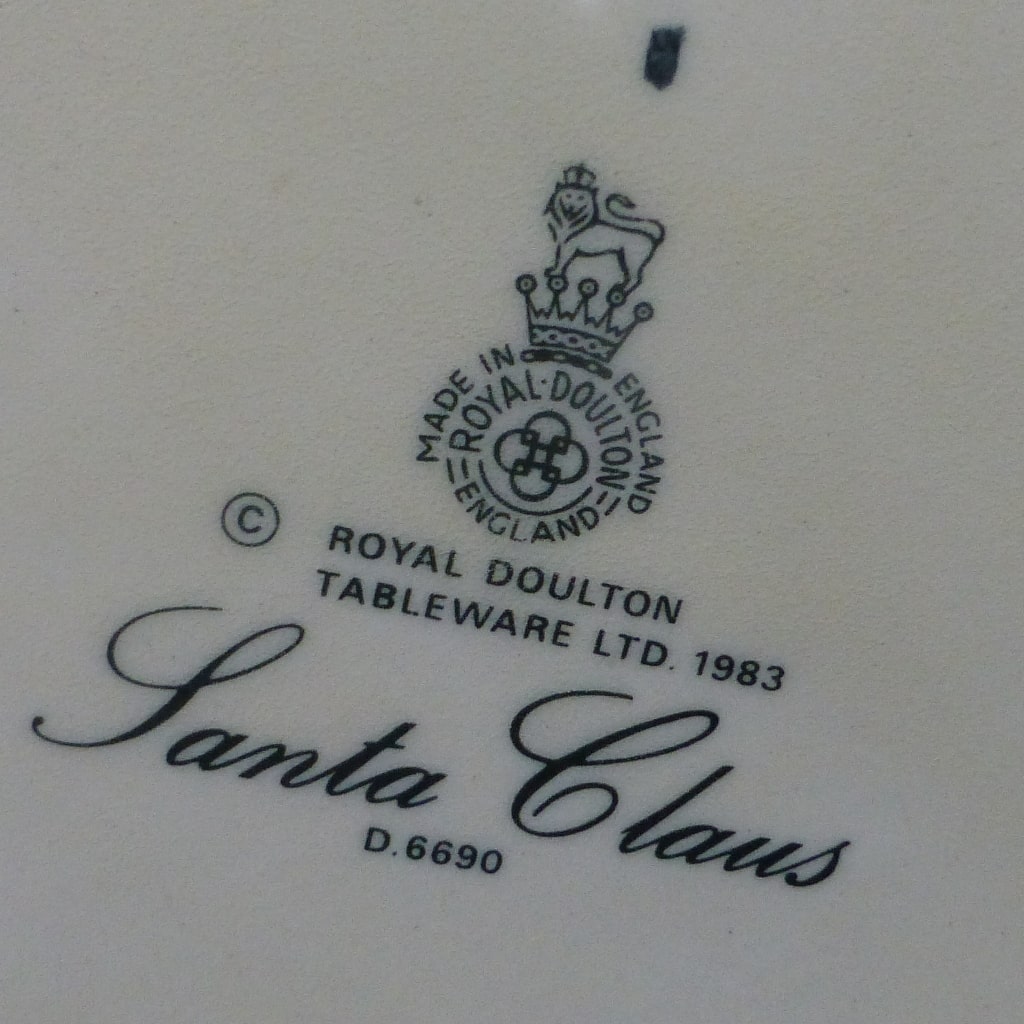 MADE IN ENGLAND
ROYAL·DOULTON
ENGLAND
© ROYAL DOULTON
TABLEWARE LTD. 1983
Santa Claus
D.6690